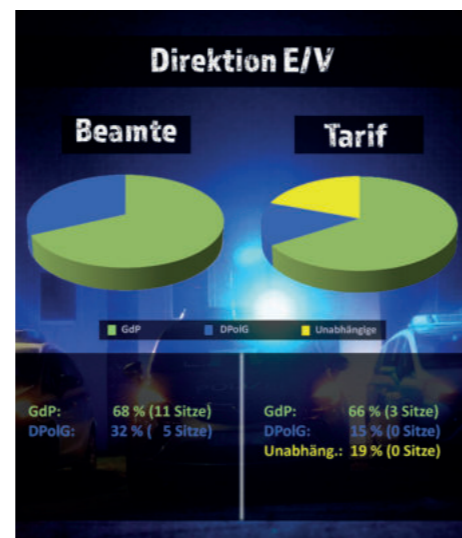 Direktion E/V
Beamte
Tarif
GdP DPolG Unabhängige
GdP: 68 % (11 Sitze)
DPolG: 32 % ( 5 Sitze)
GdP: 66 % (3 Sitze)
DPolG: 15 % (0 Sitze)
Unabhäng.: 19 % (0 Sitze)